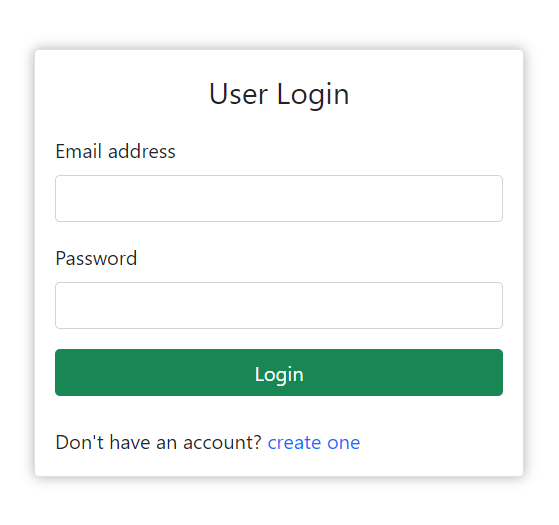 User Login
Email address
Password
Login
Don't have an account? create one